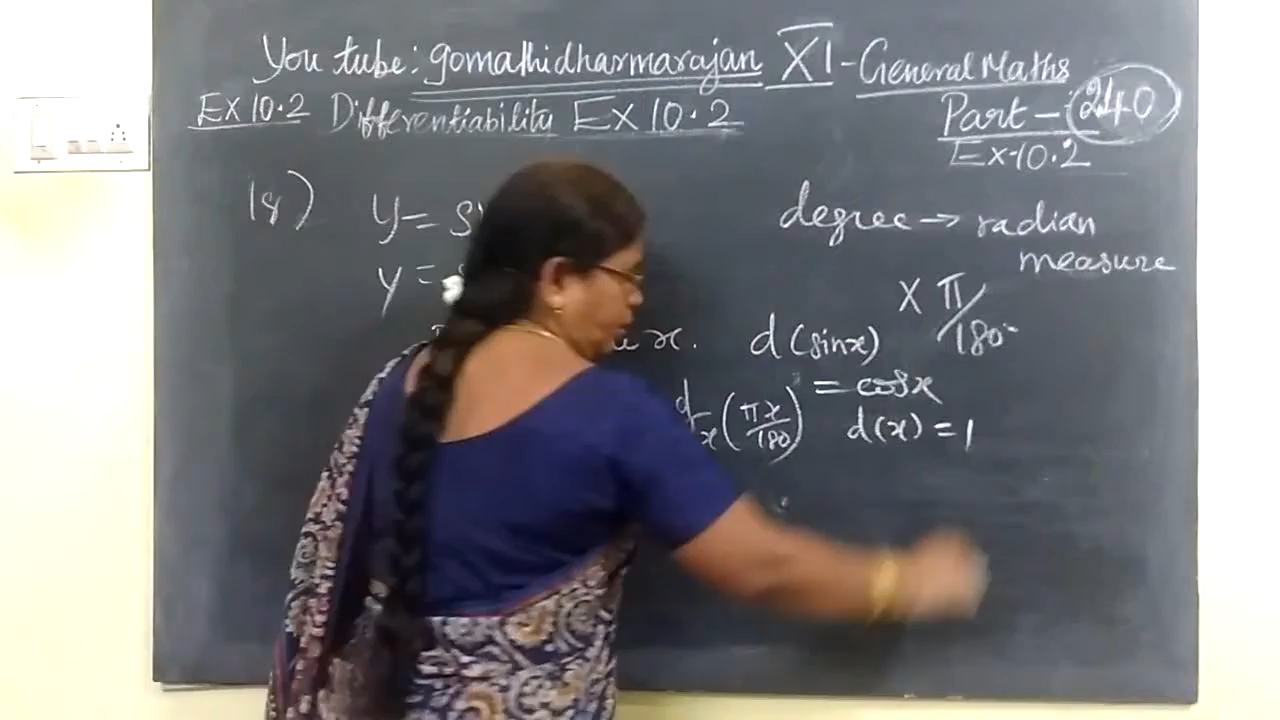 You tube: gomathidharmarajan XI - General Maths
EX 10.2 Differentiability EX 10.2 Part - 240
Ex-10.2
18) y = s degree → radian
measure
y =
× π/180°
x. d(sinx)
= cosx
(πx/180) d(x) = 1